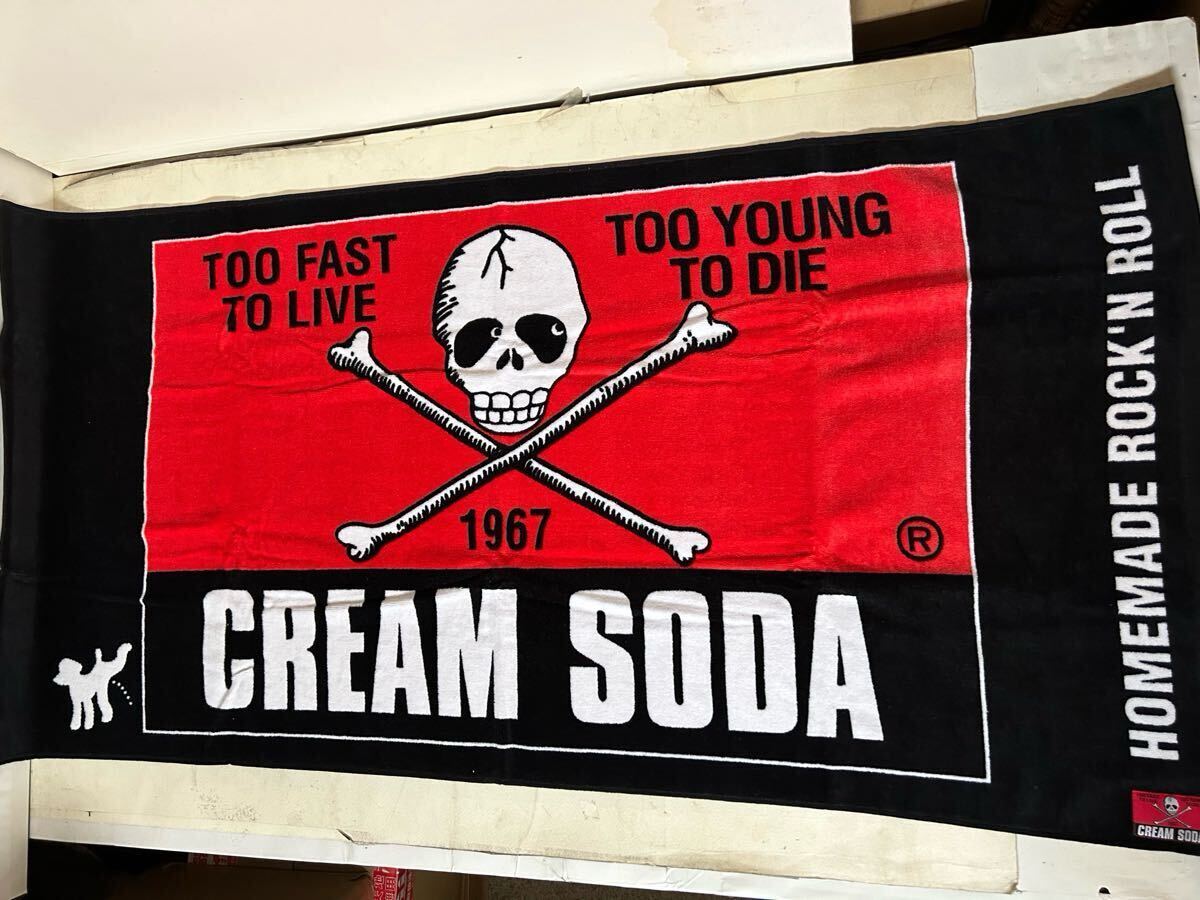 TOO FAST
TO LIVE
TOO YOUNG
TO DIE
1967
®
CREAM SODA
HOMEMADE ROCK'N ROLL
CREAM SODA